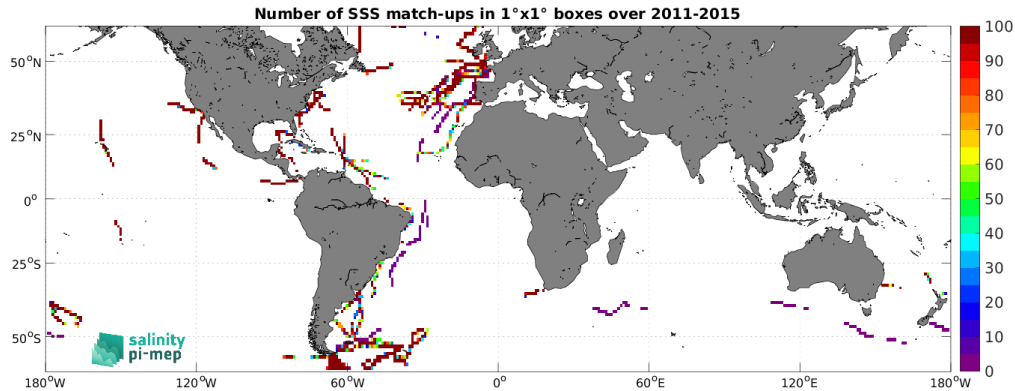 Number of SSS match-ups in 1°x1° boxes over 2011-2015
50°N
25°N
0°
25°S
50°S
180°W
120°W
60°W
0°
60°E
120°E
180°W
100
90
80
70
60
50
40
30
20
10
0
salinity
pi-mep